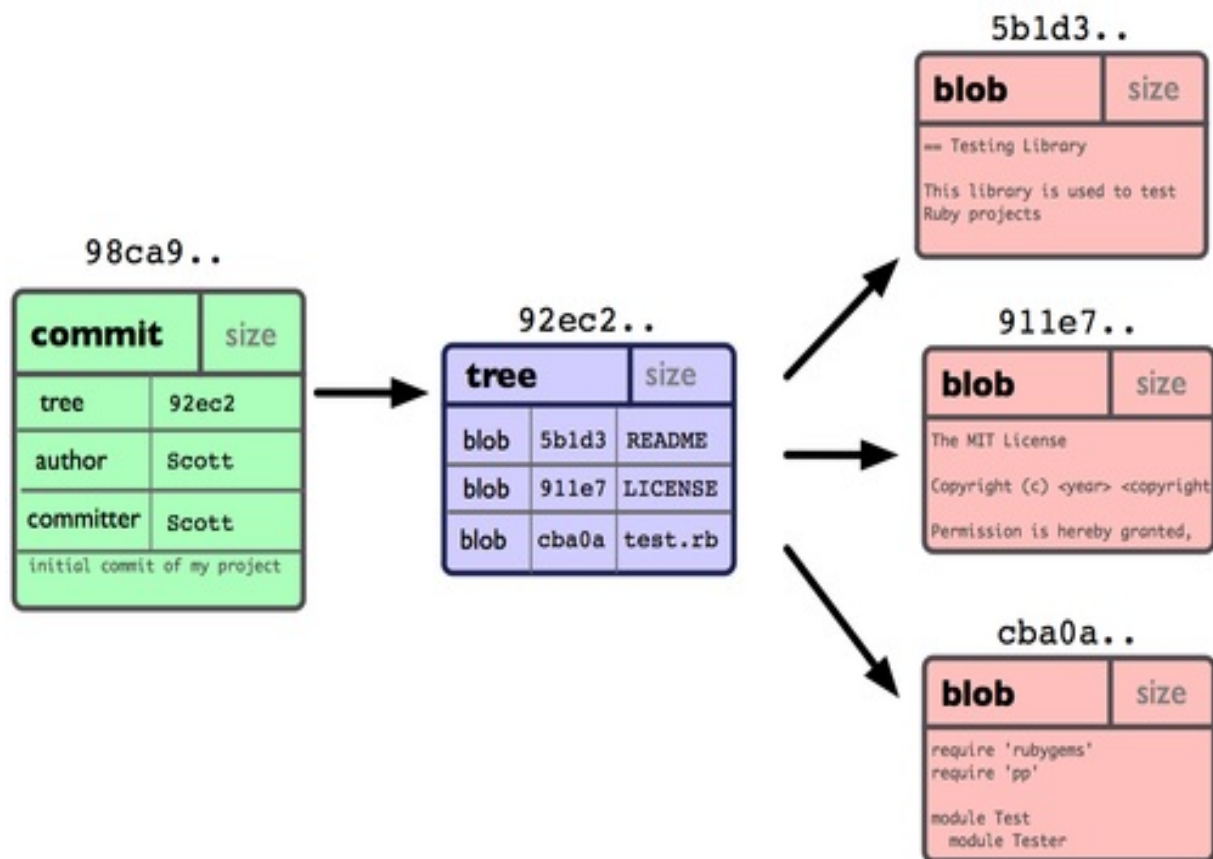 98ca9..
commit size
tree 92ec2
author Scott
committer Scott
initial commit of my project
92ec2..
tree size
blob 5b1d3 README
blob 911e7 LICENSE
blob cba0a test.rb
5b1d3..
blob size
== Testing Library
This library is used to test
Ruby projects
911e7..
blob size
The MIT License
Copyright (c) <year> <copyright
Permission is hereby granted,
cba0a..
blob size
require 'rubygems'
require 'pp'
module Test
module Tester